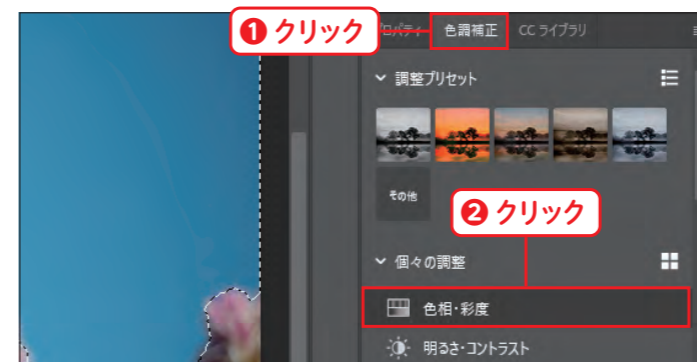 ❶ クリック
プロパティ 色調補正 CC ライブラリ
調整プリセット
その他
❷ クリック
個々の調整
色相・彩度
明るさ・コントラスト